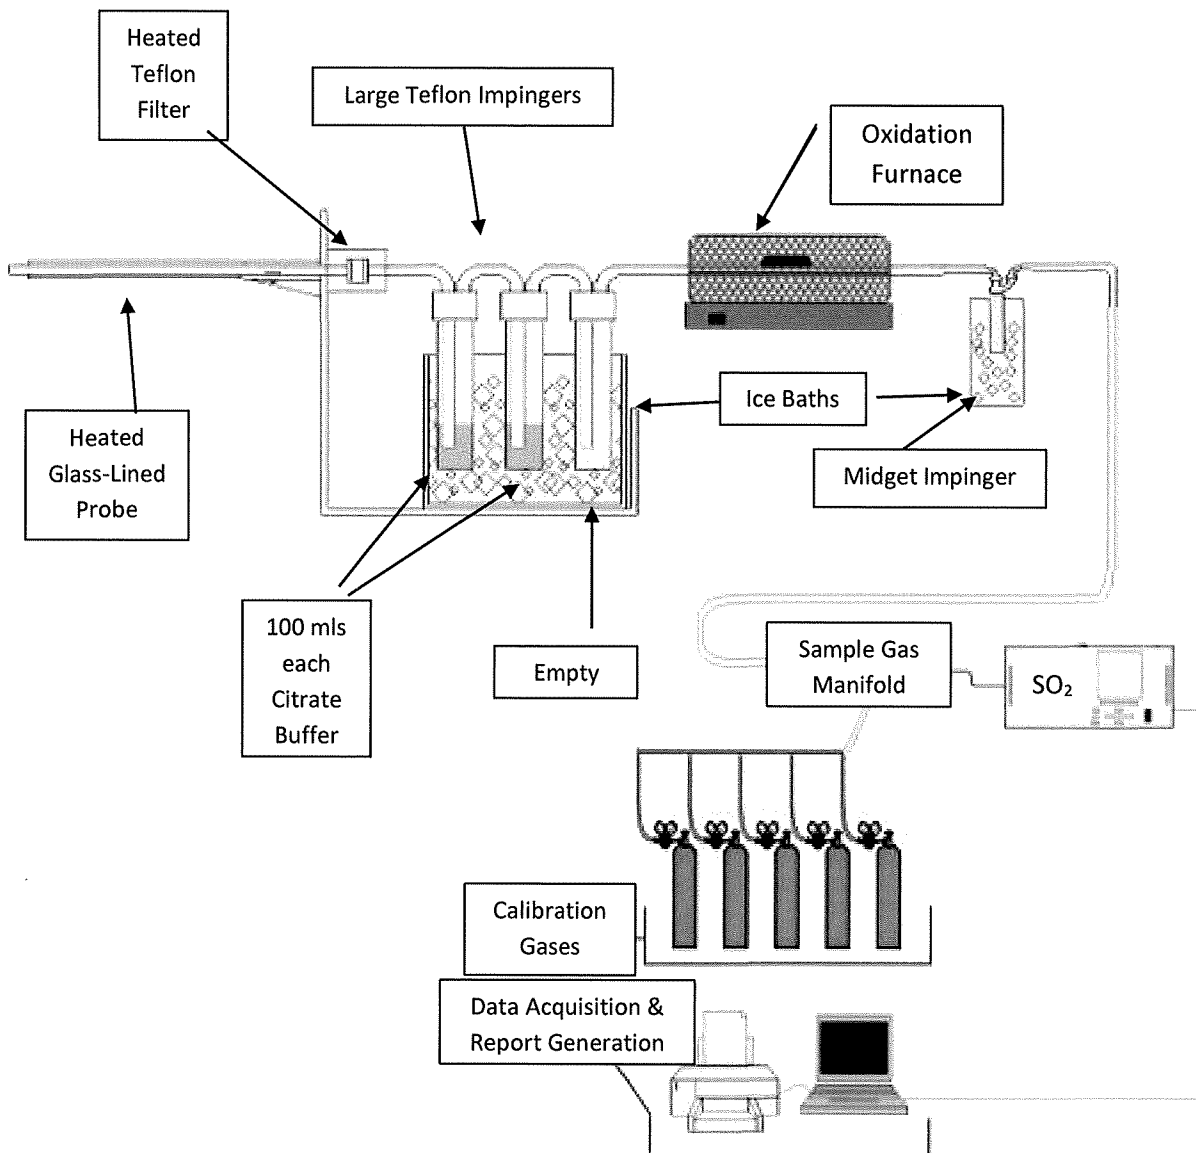 Heated
Teflon
Filter
Large Teflon Impingers
Oxidation
Furnace
Ice Baths
Heated
Glass-Lined
Probe
Midget Impinger
100 mls
each
Citrate
Buffer
Empty
Sample Gas
Manifold
SO₂
Calibration
Gases
Data Acquisition &
Report Generation